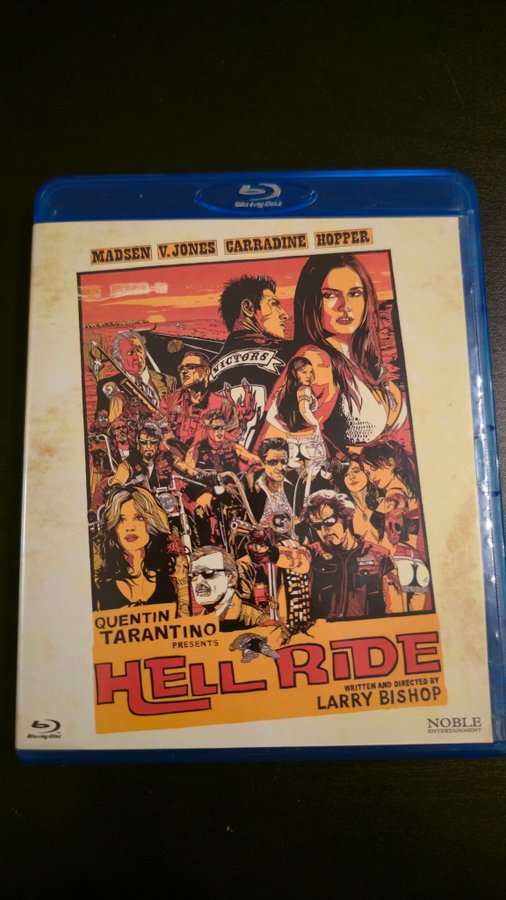 Blu-ray Disc
MADSEN V. JONES CARRADINE HOPPER
VICTORS
QUENTIN
TARANTINO
PRESENTS
HELL RIDE
WRITTEN AND DIRECTED BY
LARRY BISHOP
Blu-ray Disc
NOBLE
ENTERTAINMENT